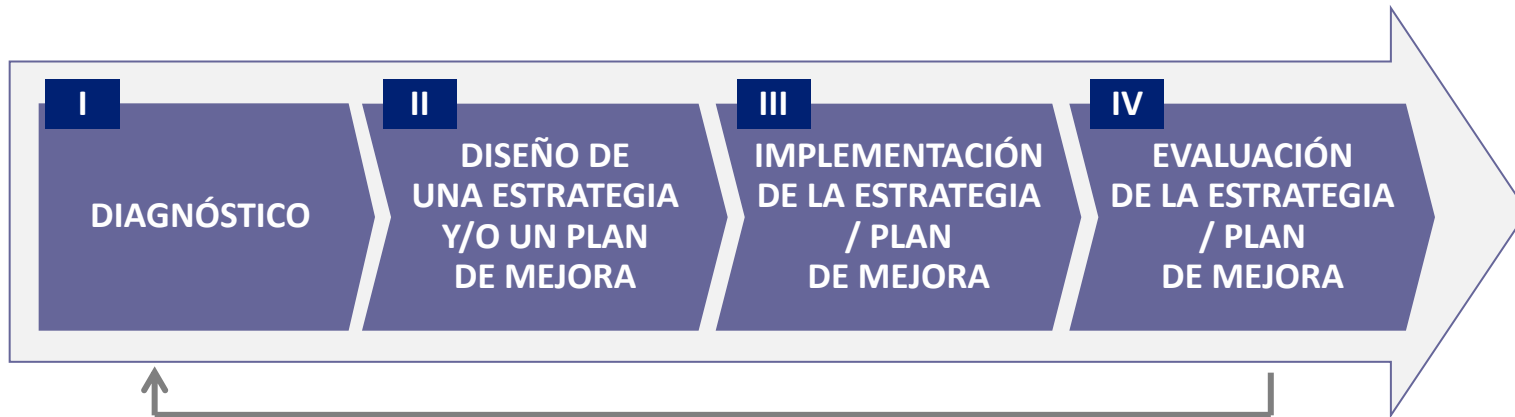 I
DIAGNÓSTICO
II
DISEÑO DE
UNA ESTRATEGIA
Y/O UN PLAN
DE MEJORA
III
IMPLEMENTACIÓN
DE LA ESTRATEGIA
/ PLAN
DE MEJORA
IV
EVALUACIÓN
DE LA ESTRATEGIA
/ PLAN
DE MEJORA